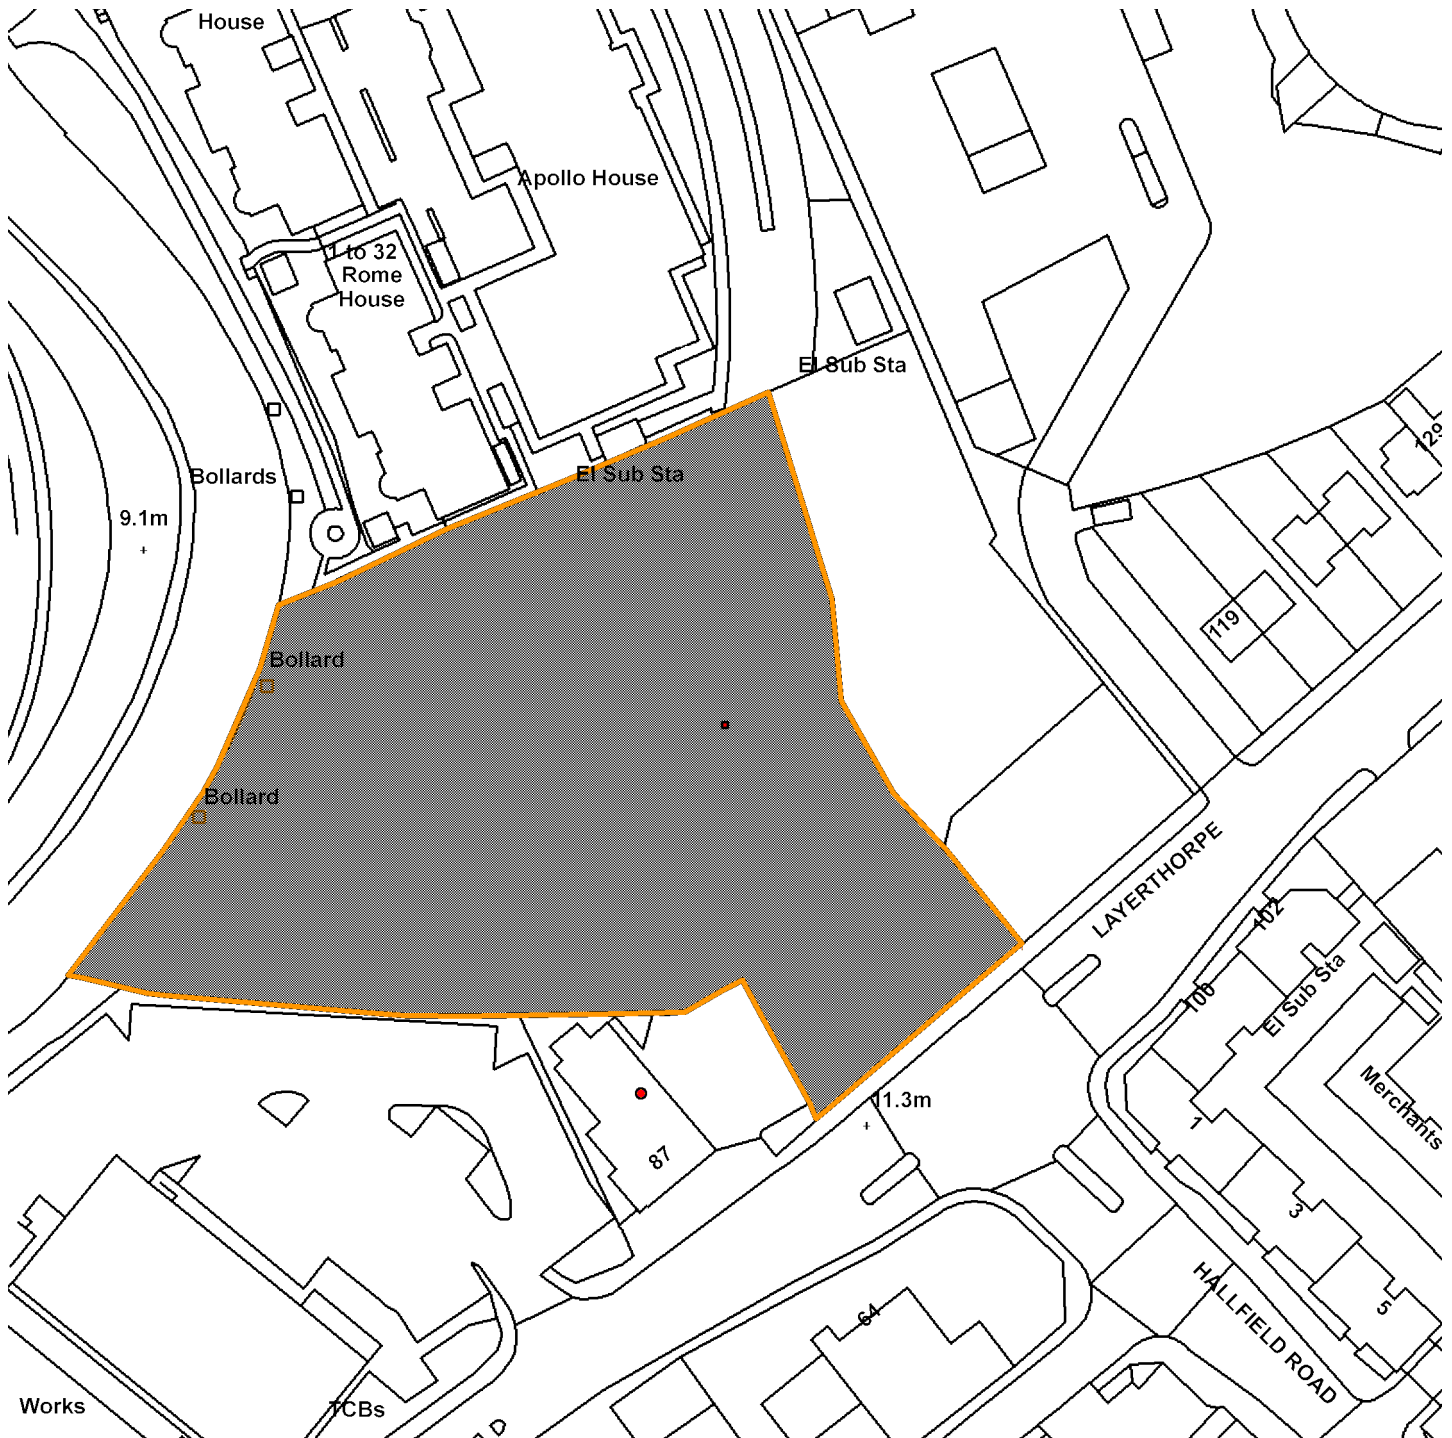 House
Apollo House
1 to 32
Rome
House
El Sub Sta
129
Bollards
El Sub Sta
9.1m
119
Bollard
Bollard
LAYERTHORPE
102
100
El Sub Sta
11.3m
Merchants
1
87
3
HALLFIELD ROAD
5
64
Works
TCBs